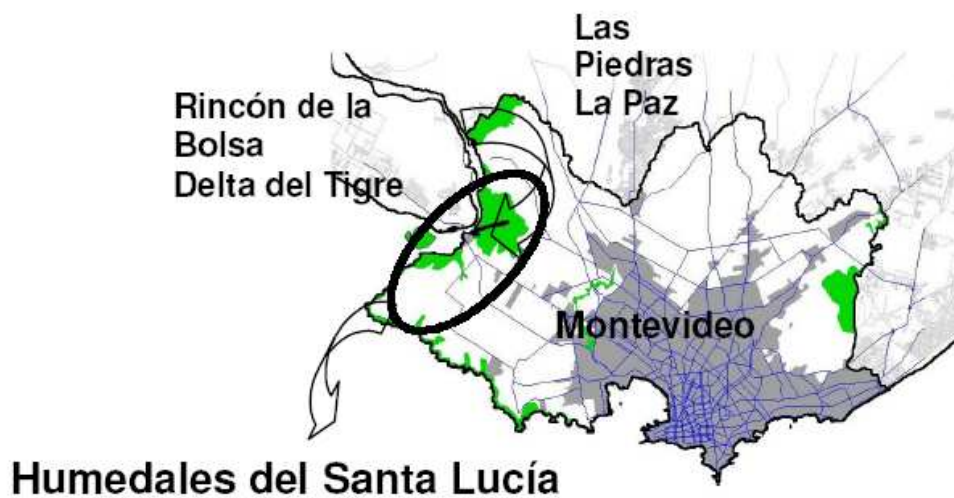 Las
Piedras
La Paz
Rincón de la
Bolsa
Delta del Tigre
Montevideo
Humedales del Santa Lucía